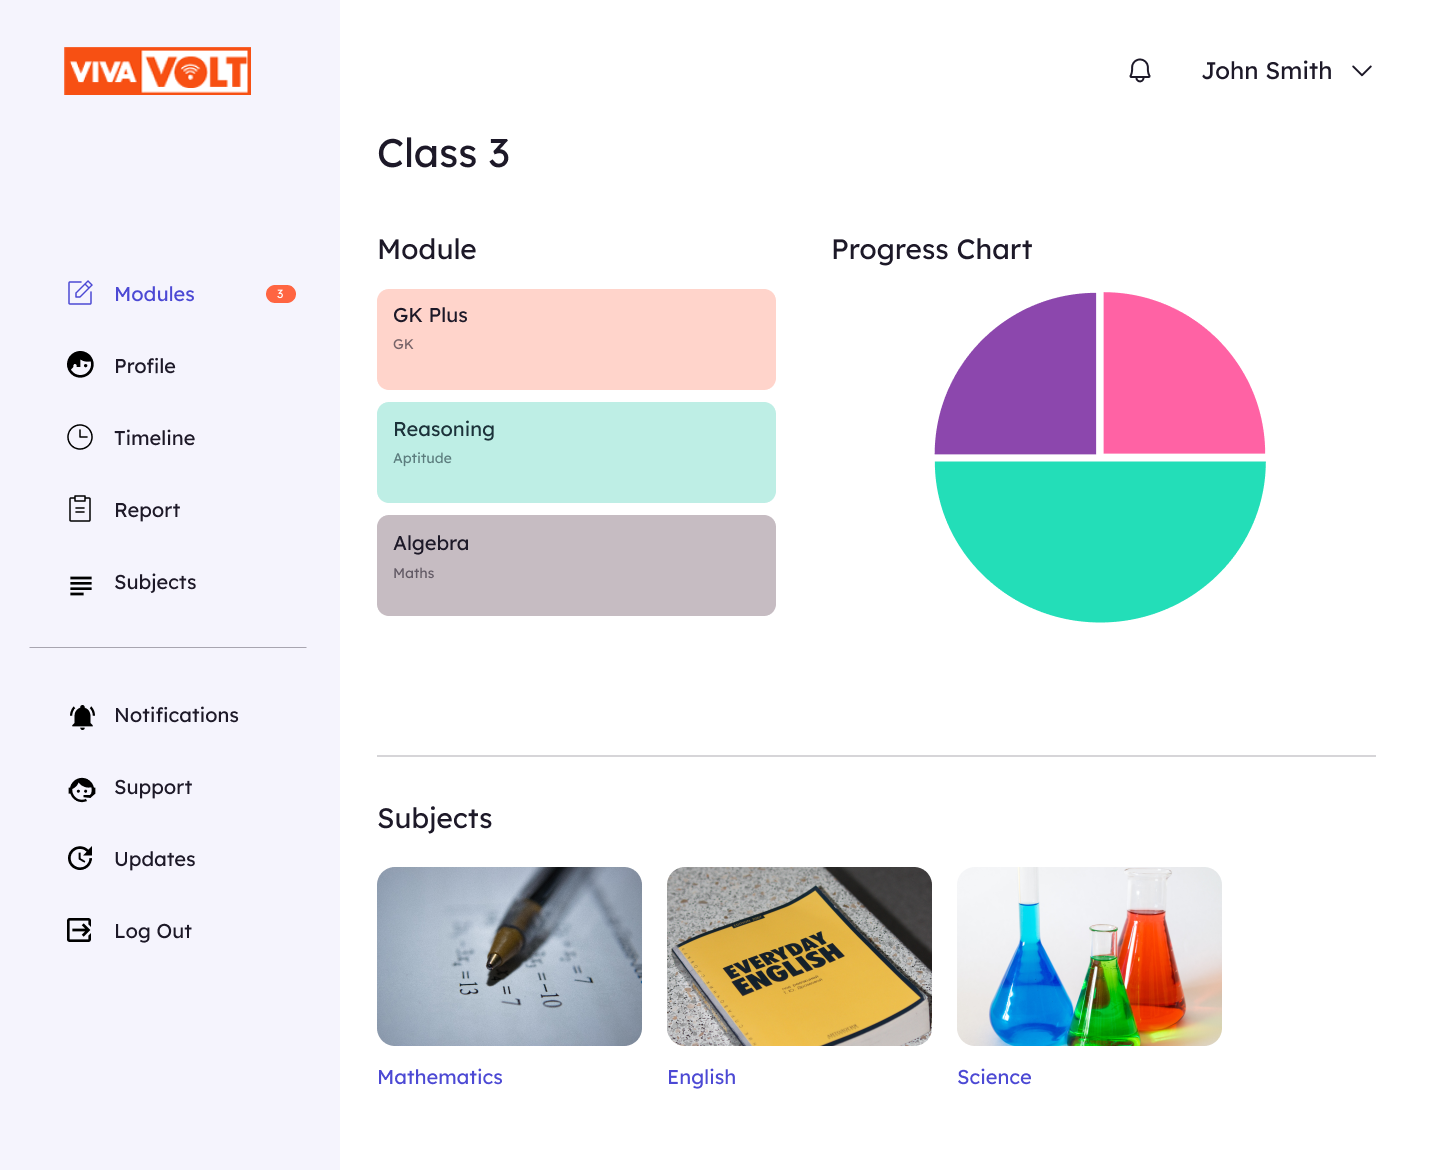 VIVA VOLT
John Smith
Class 3
Module
Progress Chart
Modules
3
Profile
Timeline
Report
Subjects
Notifications
Support
Updates
Log Out
GK Plus
GK
Reasoning
Aptitude
Algebra
Maths
Subjects
=13
=7
=-10
=7
EVERYDAY
ENGLISH
Mathematics
English
Science